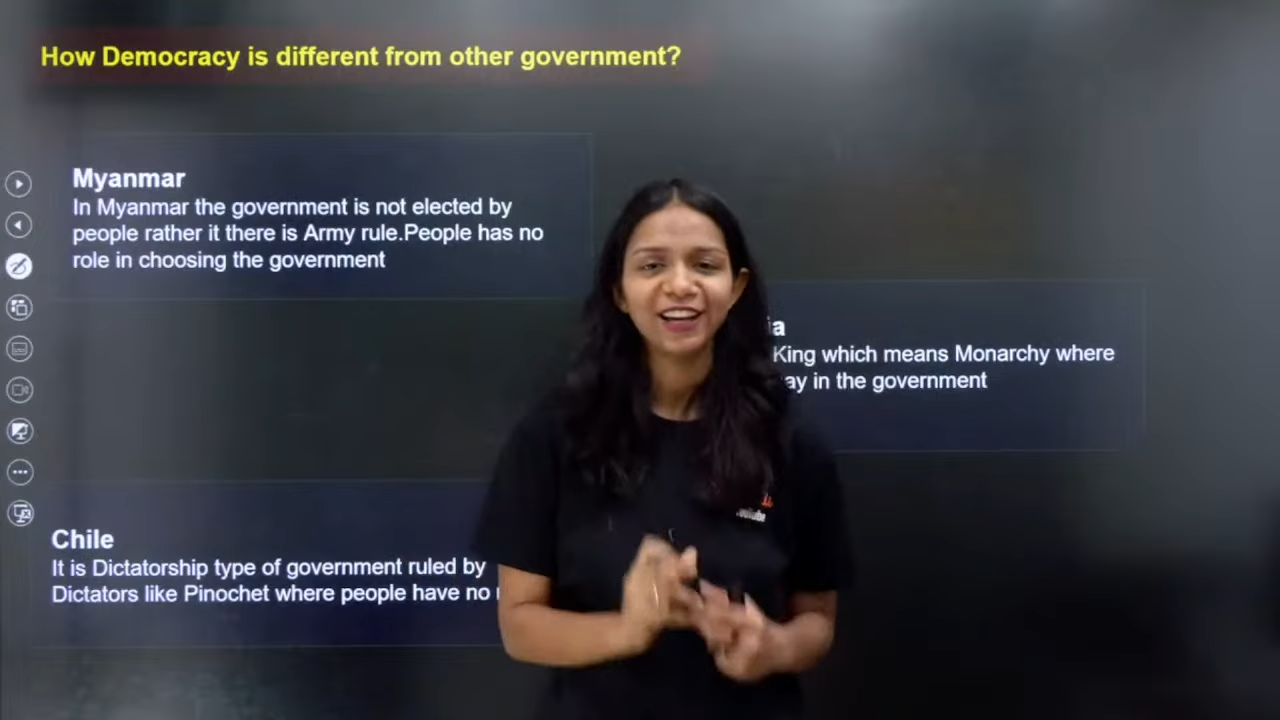 How Democracy is different from other government?
Myanmar
In Myanmar the government is not elected by
people rather it there is Army rule.People has no
role in choosing the government
King which means Monarchy where
in the government
Chile
It is Dictatorship type of government ruled by
Dictators like Pinochet where people have no